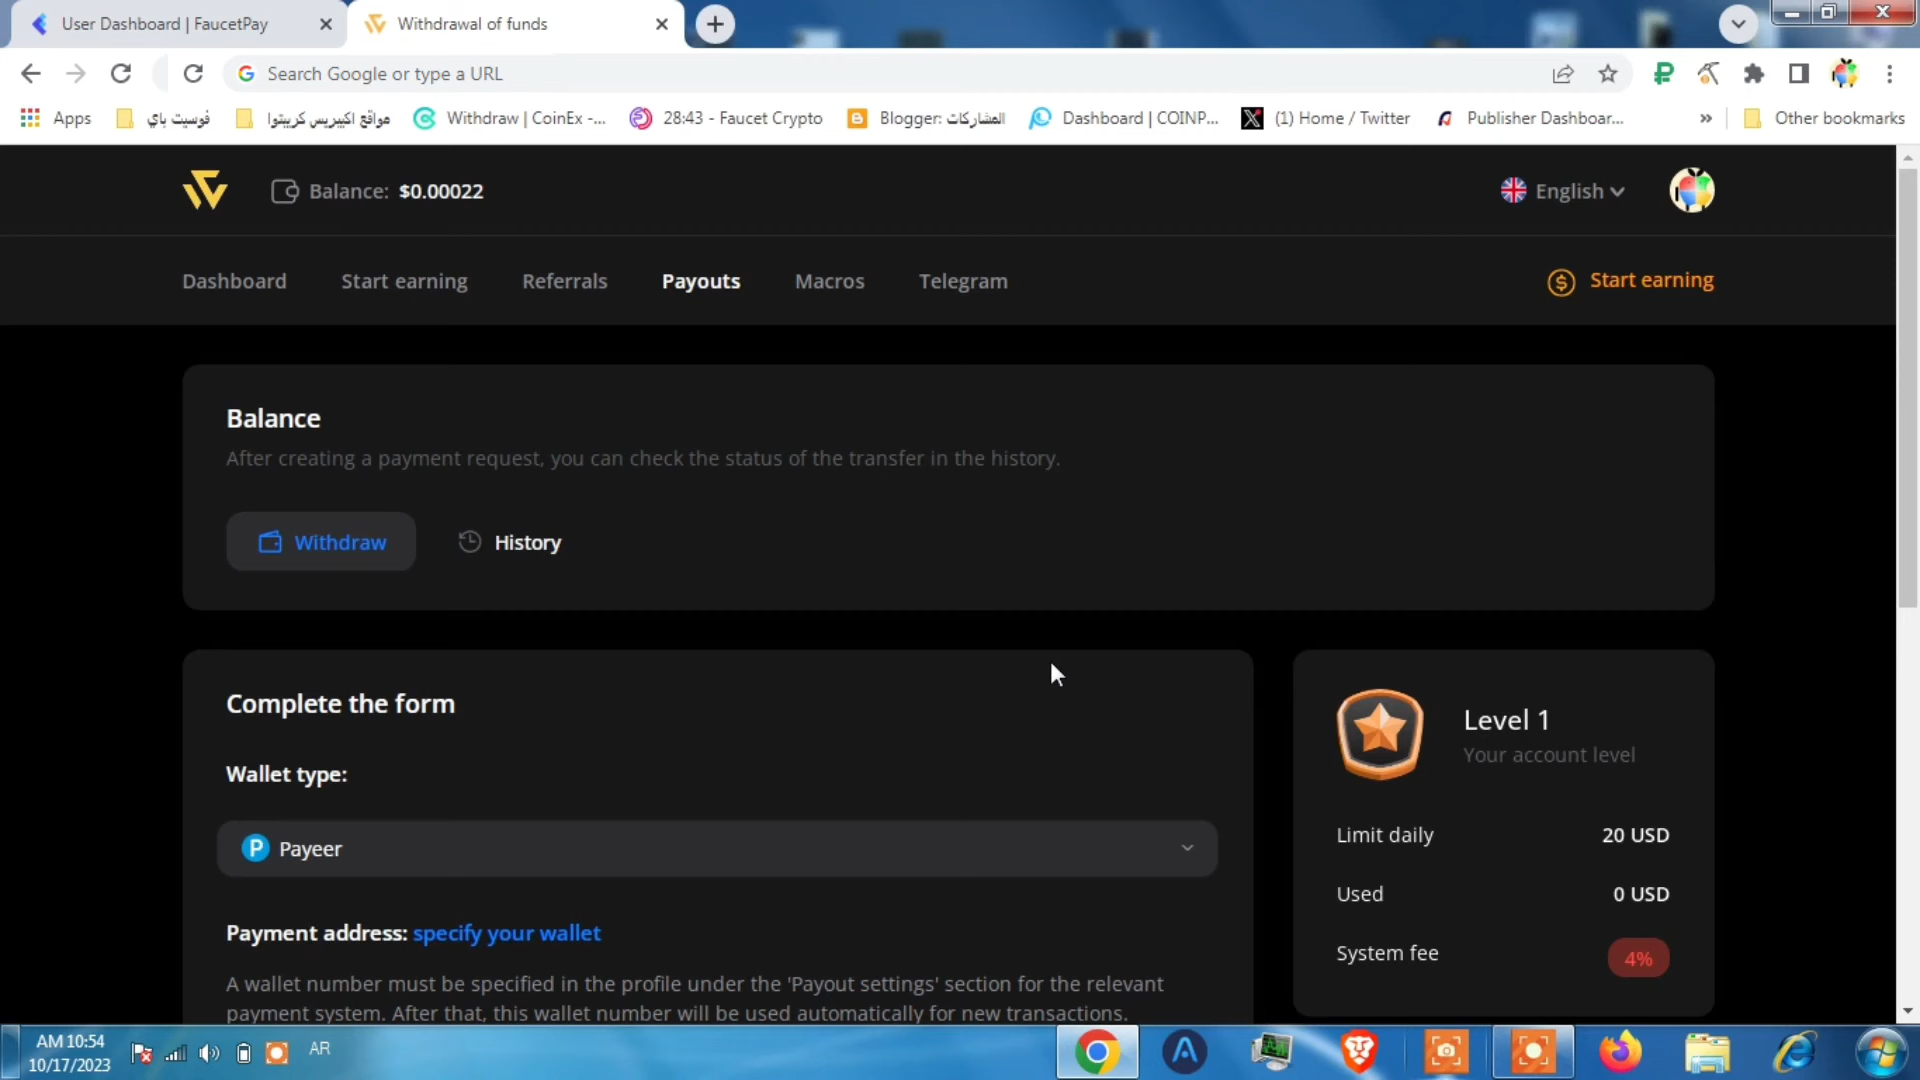 User Dashboard | FaucetPay
Withdrawal of funds
Search Google or type a URL
Apps
فوسيت باي
مواقع اكبيريس كريبتوا
Withdraw | CoinEx -...
28:43 - Faucet Crypto
Blogger: المشاركات
Dashboard | COINP...
(1) Home / Twitter
Publisher Dashboar...
»
Other bookmarks
Balance: $0.00022
English
Dashboard
Start earning
Referrals
Payouts
Macros
Telegram
Start earning
Balance
After creating a payment request, you can check the status of the transfer in the history.
Withdraw
History
Complete the form
Wallet type:
Payeer
Payment address: specify your wallet
A wallet number must be specified in the profile under the 'Payout settings' section for the relevant
payment system. After that, this wallet number will be used automatically for new transactions.
Level 1
Your account level
Limit daily 20 USD
Used 0 USD
System fee 4%
AM 10:54
10/17/2023
AR